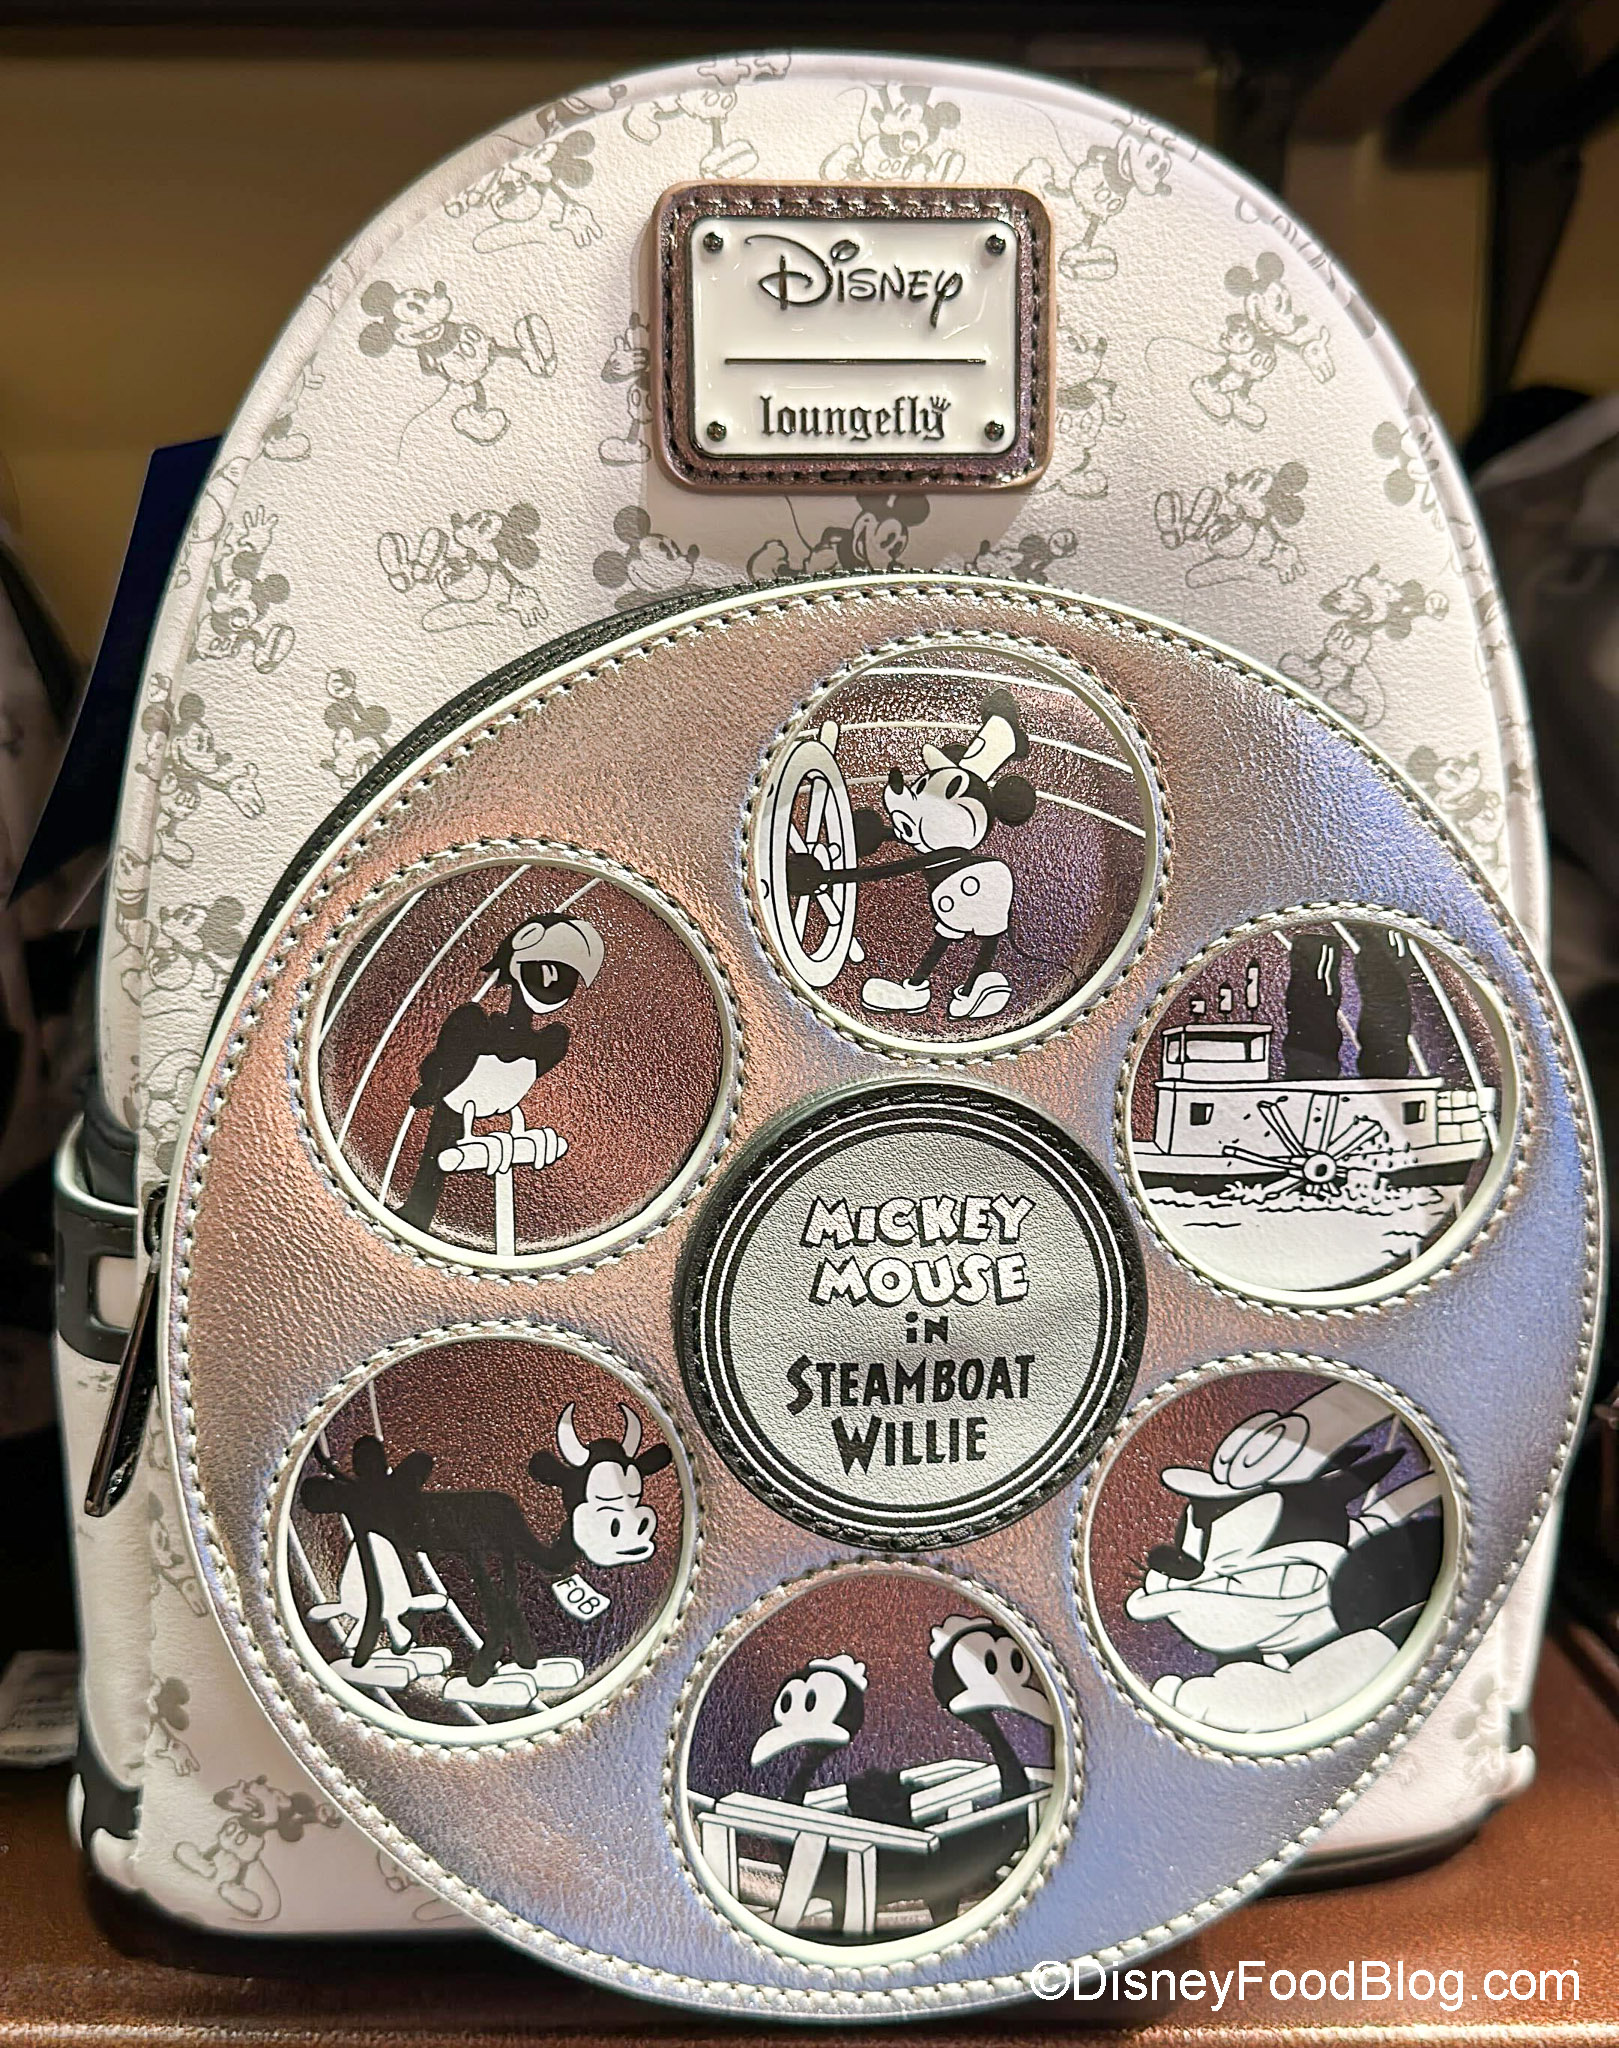 Disney
loungefly
MICKEY
MOUSE
in
STEAMBOAT
WILLIE
FOB
©DisneyFoodBlog.com